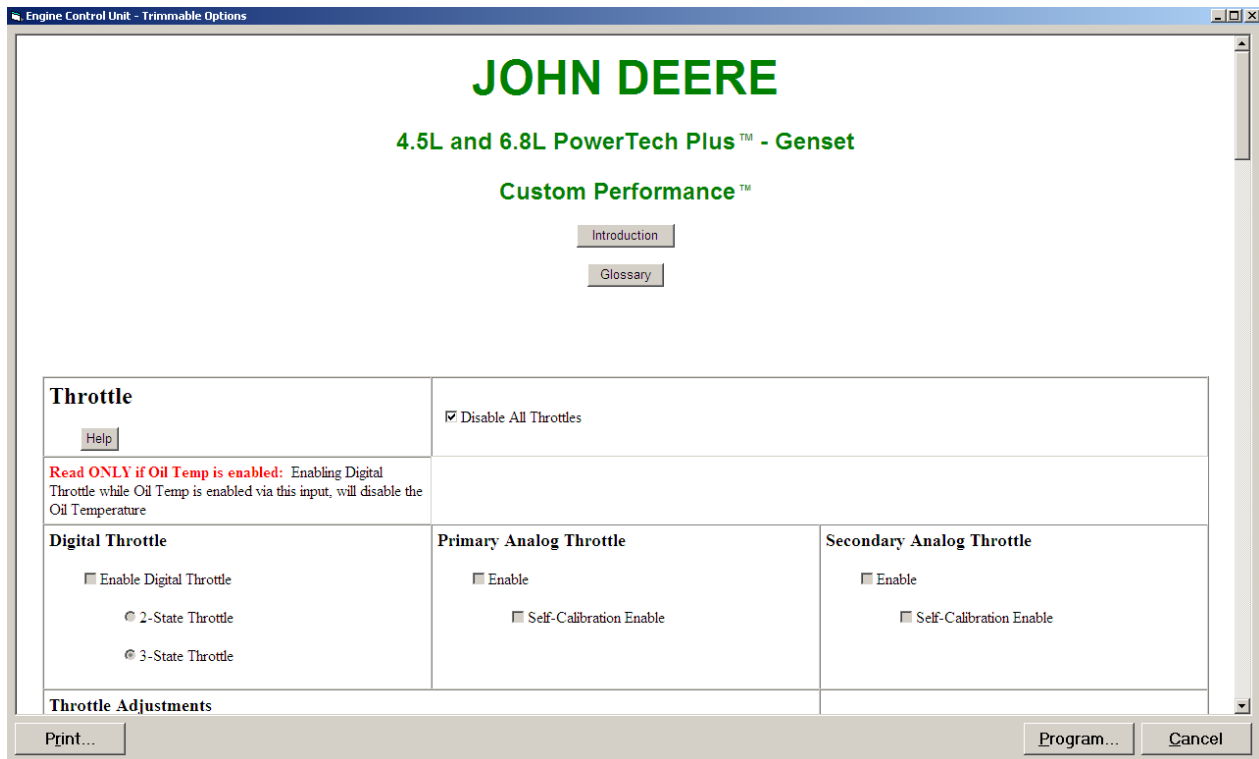 Engine Control Unit - Trimmable Options
JOHN DEERE
4.5L and 6.8L PowerTech Plus™ - Genset
Custom Performance™
Introduction
Glossary
Throttle
Help
Disable All Throttles
Read ONLY if Oil Temp is enabled: Enabling Digital
Throttle while Oil Temp is enabled via this input, will disable the
Oil Temperature
Digital Throttle
Enable Digital Throttle
2-State Throttle
3-State Throttle
Primary Analog Throttle
Enable
Self-Calibration Enable
Secondary Analog Throttle
Enable
Self-Calibration Enable
Throttle Adjustments
Print...
Program...
Cancel